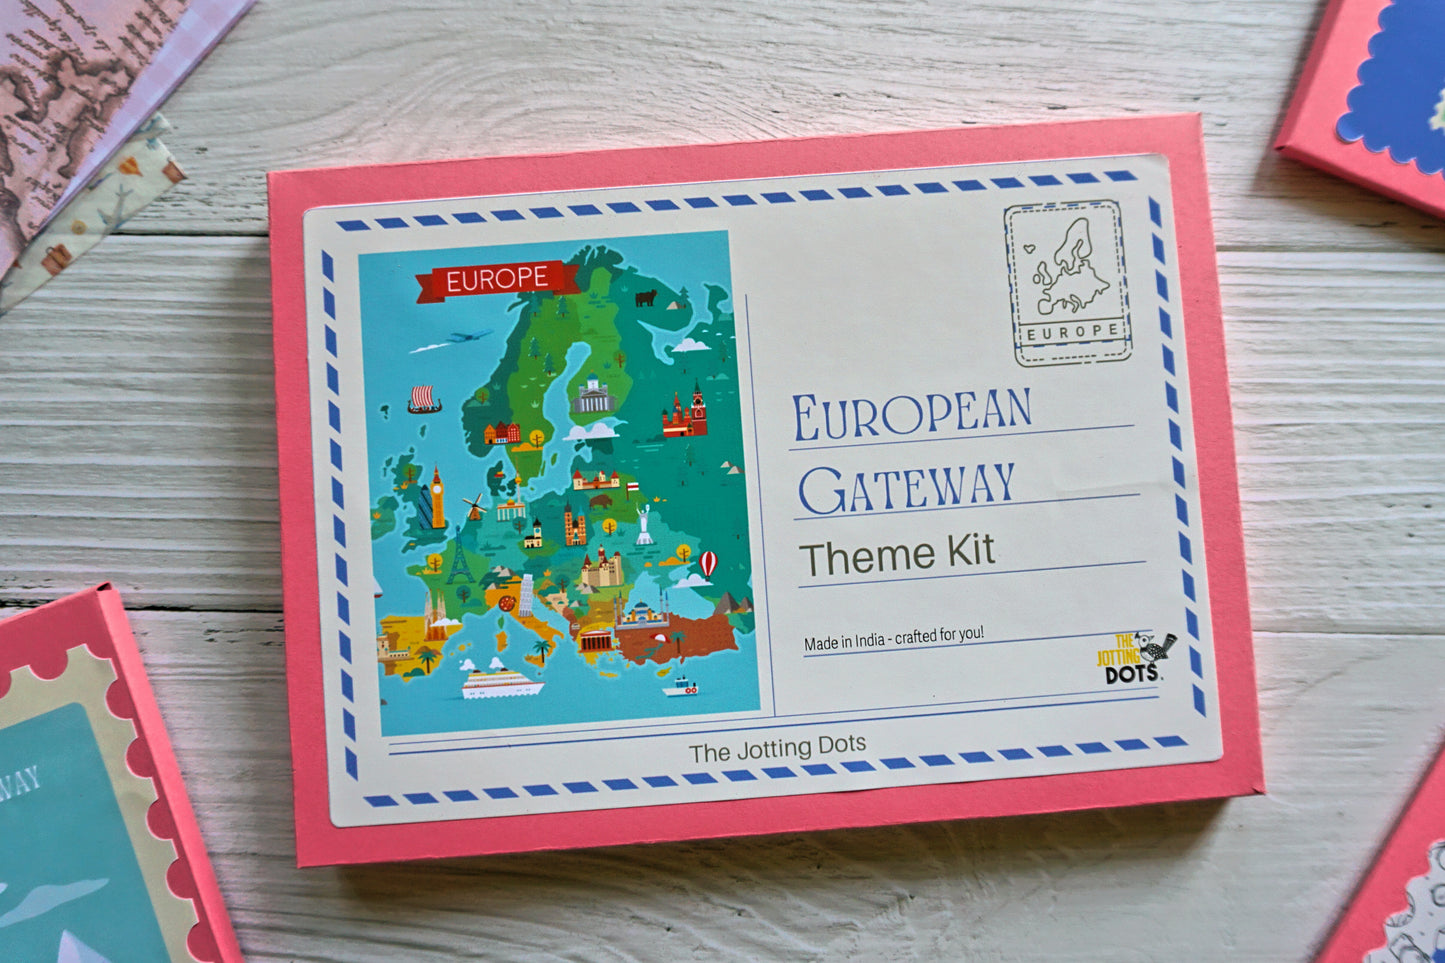 EUROPE
EUROPE
EUROPEAN
GATEWAY
Theme Kit
Made in India - crafted for you!
THE
JOTTING
DOTS
The Jotting Dots
WAY